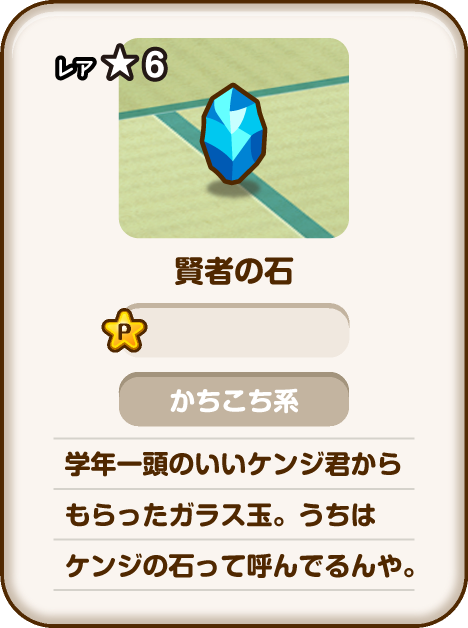 レア★6
賢者の石
P
かちこち系
学年一頭のいいケンジ君から
もらったガラス玉。うちは
ケンジの石って呼んでるんや。